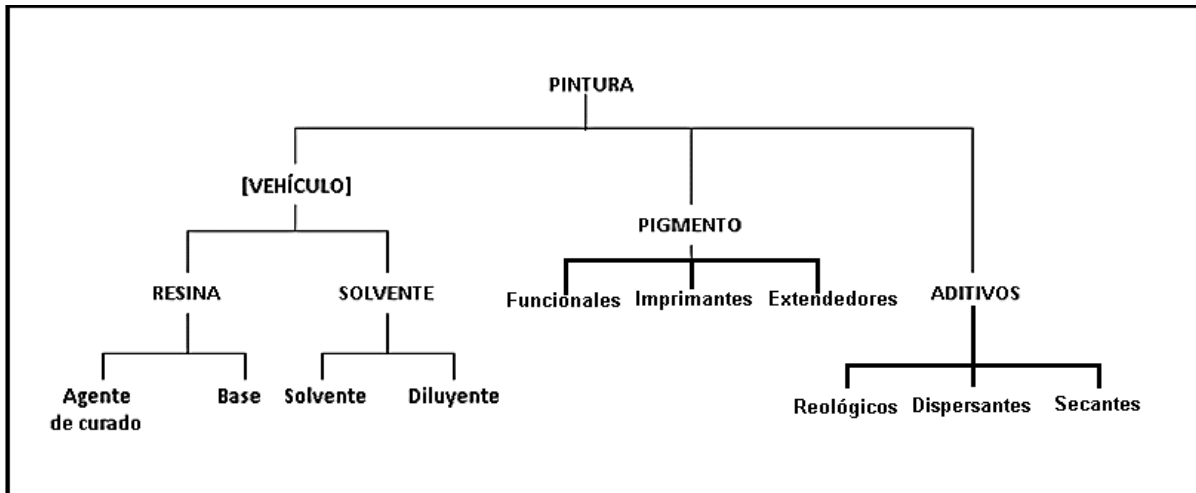 PINTURA
[VEHÍCULO]
PIGMENTO
RESINA
SOLVENTE
Funcionales
Imprimantes
Extendedores
ADITIVOS
Agente
de curado
Base
Solvente
Diluyente
Reológicos
Dispersantes
Secantes